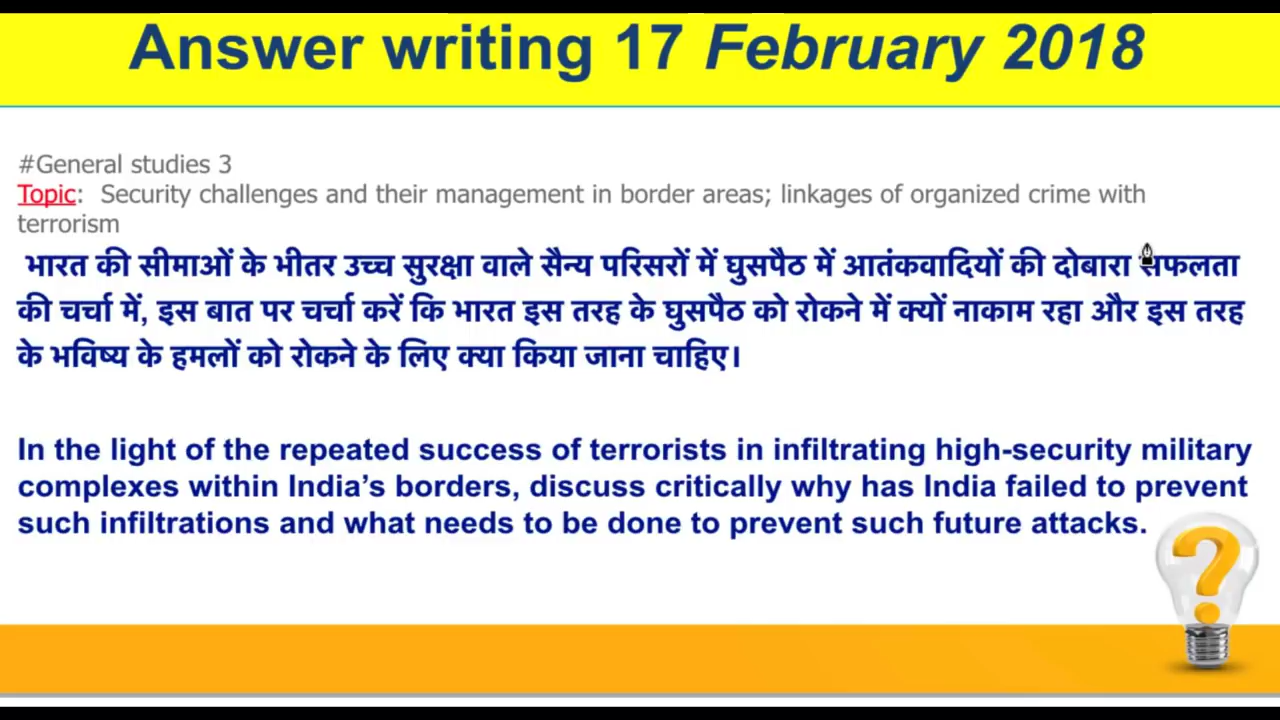 Answer writing 17 February 2018
#General studies 3
Topic: Security challenges and their management in border areas; linkages of organized crime with
terrorism
भारत की सीमाओं के भीतर उच्च सुरक्षा वाले सैन्य परिसरों में घुसपैठ में आतंकवादियों की दोबारा सफलता
की चर्चा में, इस बात पर चर्चा करें कि भारत इस तरह के घुसपैठ को रोकने में क्यों नाकाम रहा और इस तरह
के भविष्य के हमलों को रोकने के लिए क्या किया जाना चाहिए।
In the light of the repeated success of terrorists in infiltrating high-security military
complexes within India’s borders, discuss critically why has India failed to prevent
such infiltrations and what needs to be done to prevent such future attacks.
?